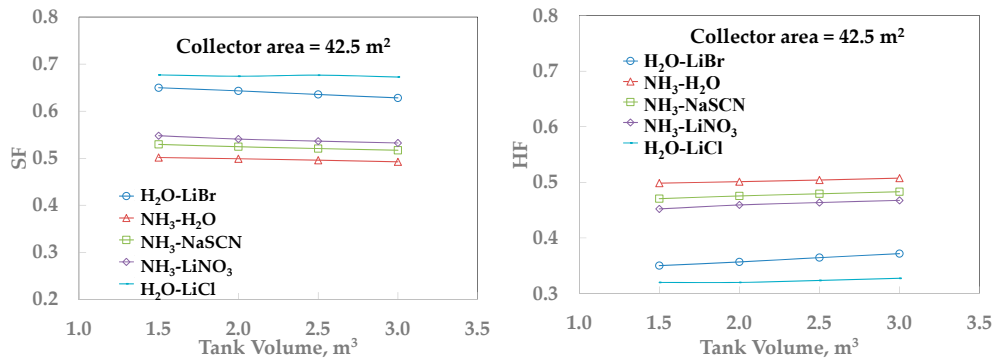 0.8
0.7
0.6
0.5
0.4
0.3
0.2
SF
Collector area = 42.5 m²
H₂O-LiBr
NH₃-H₂O
NH₃-NaSCN
NH₃-LiNO₃
H₂O-LiCl
1.0 1.5 2.0 2.5 3.0 3.5
Tank Volume, m³
0.8
0.7
0.6
0.5
0.4
0.3
HF
Collector area = 42.5 m²
H₂O-LiBr
NH₃-H₂O
NH₃-NaSCN
NH₃-LiNO₃
H₂O-LiCl
1.0 1.5 2.0 2.5 3.0 3.5
Tank Volume, m³